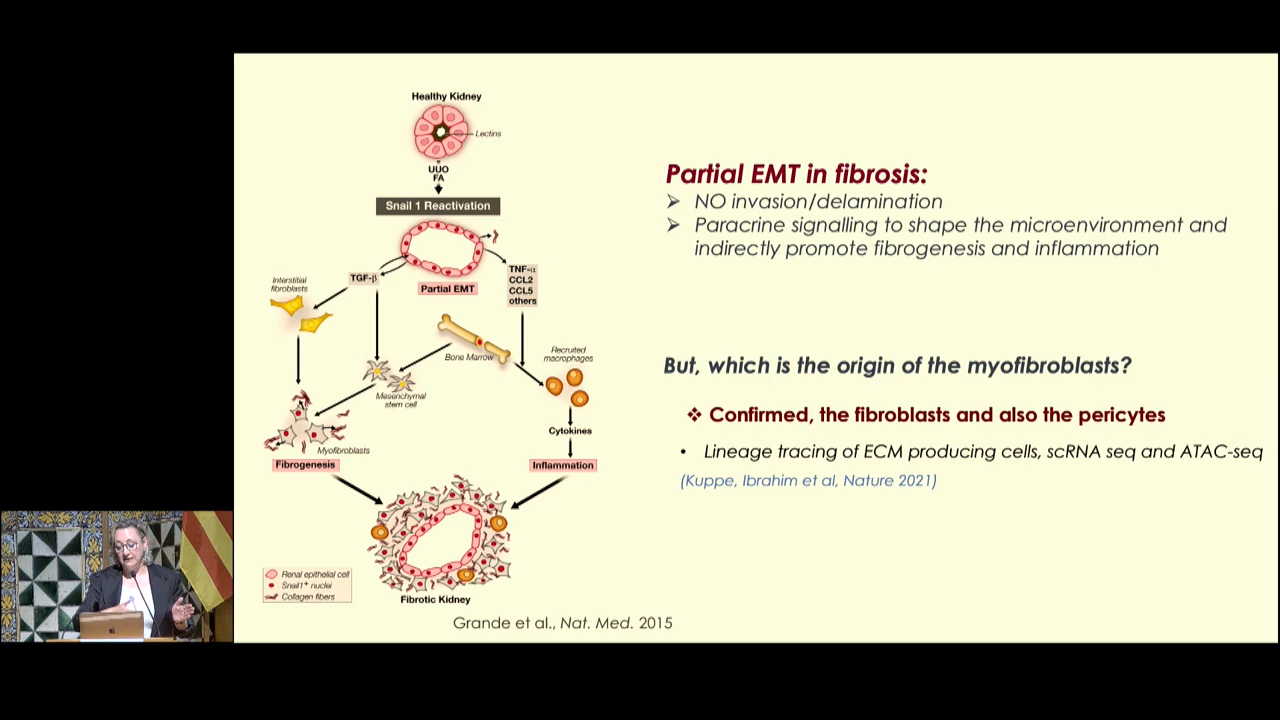 Healthy Kidney
Lectins
UUO
FA
Snail 1 Reactivation
TGF-β
Partial EMT
TNF-α
CCL2
CCL5
others
Interstitial
fibroblasts
Bone Marrow
Recruited
macrophages
Mesenchymal
stem cell
Cytokines
Myofibroblasts
Fibrogenesis
Inflammation
Renal epithelial cell
Snail1+ nuclei
Collagen fibers
Fibrotic Kidney
Grande et al., Nat. Med. 2015
Partial EMT in fibrosis:
➢ NO invasion/delamination
➢ Paracrine signalling to shape the microenvironment and
indirectly promote fibrogenesis and inflammation
But, which is the origin of the myofibroblasts?
❖ Confirmed, the fibroblasts and also the pericytes
• Lineage tracing of ECM producing cells, scRNA seq and ATAC-seq
(Kuppe, Ibrahim et al, Nature 2021)